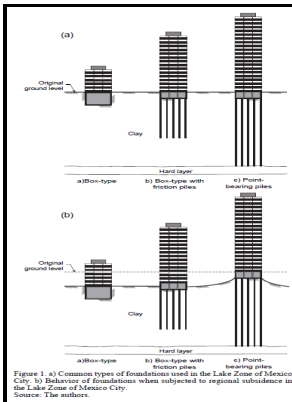 (a)
Original
ground level
Clay
Hard layer
a)Box-type
b) Box-type with
friction piles
c) Point-
bearing piles
(b)
Original
ground level
Clay
Hard layer
a)Box-type
b) Box-type with
friction piles
c) Point-
bearing piles
Figure 1. a) Common types of foundations used in the Lake Zone of Mexico
City. b) Behavior of foundations when subjected to regional subsidence in
the Lake Zone of Mexico City.
Source: The authors.